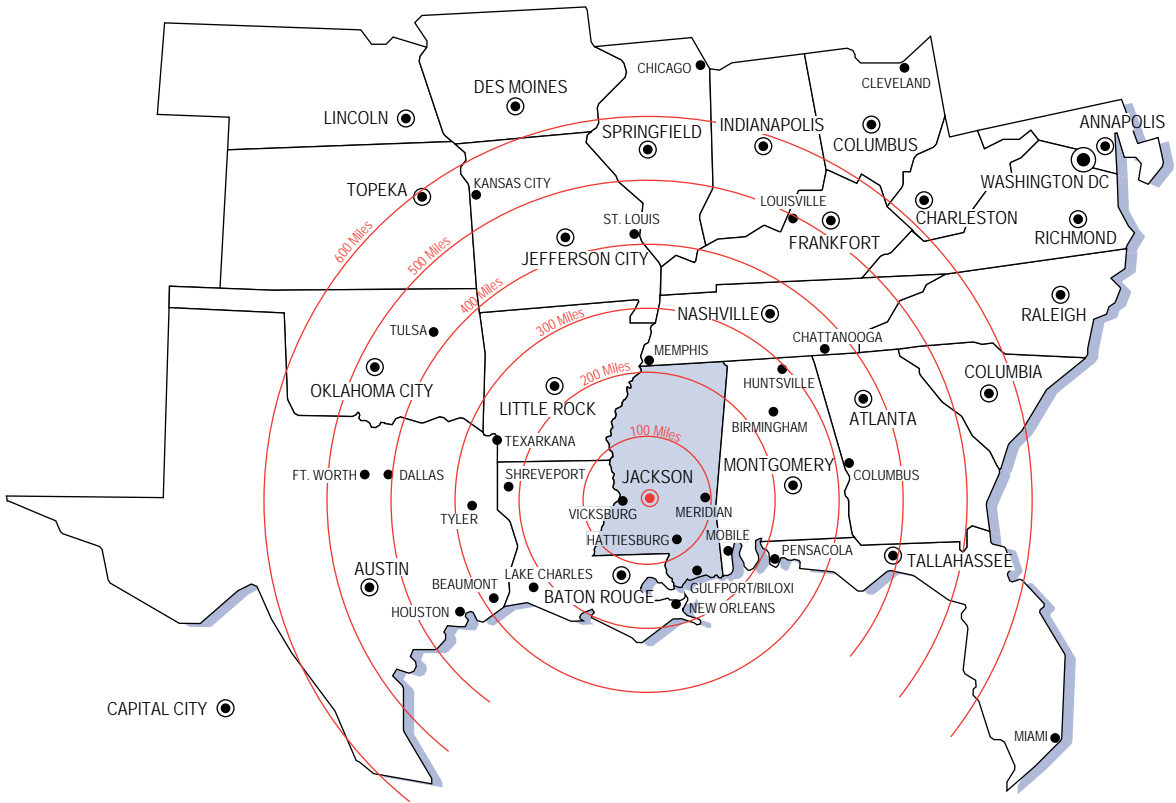 CHICAGO
CLEVELAND
DES MOINES
LINCOLN
SPRINGFIELD
INDIANAPOLIS
COLUMBUS
ANNAPOLIS
WASHINGTON DC
TOPEKA
KANSAS CITY
ST. LOUIS
LOUISVILLE
CHARLESTON
RICHMOND
FRANKFORT
JEFFERSON CITY
600 Miles
500 Miles
400 Miles
300 Miles
200 Miles
100 Miles
RALEIGH
NASHVILLE
TULSA
CHATTANOOGA
MEMPHIS
OKLAHOMA CITY
HUNTSVILLE
COLUMBIA
LITTLE ROCK
ATLANTA
BIRMINGHAM
TEXARKANA
FT. WORTH
DALLAS
SHREVEPORT
JACKSON
MONTGOMERY
COLUMBUS
TYLER
VICKSBURG
MERIDIAN
HATTIESBURG
MOBILE
PENSACOLA
TALLAHASSEE
AUSTIN
BEAUMONT
LAKE CHARLES
BATON ROUGE
GULFPORT/BILOXI
HOUSTON
NEW ORLEANS
CAPITAL CITY
MIAMI